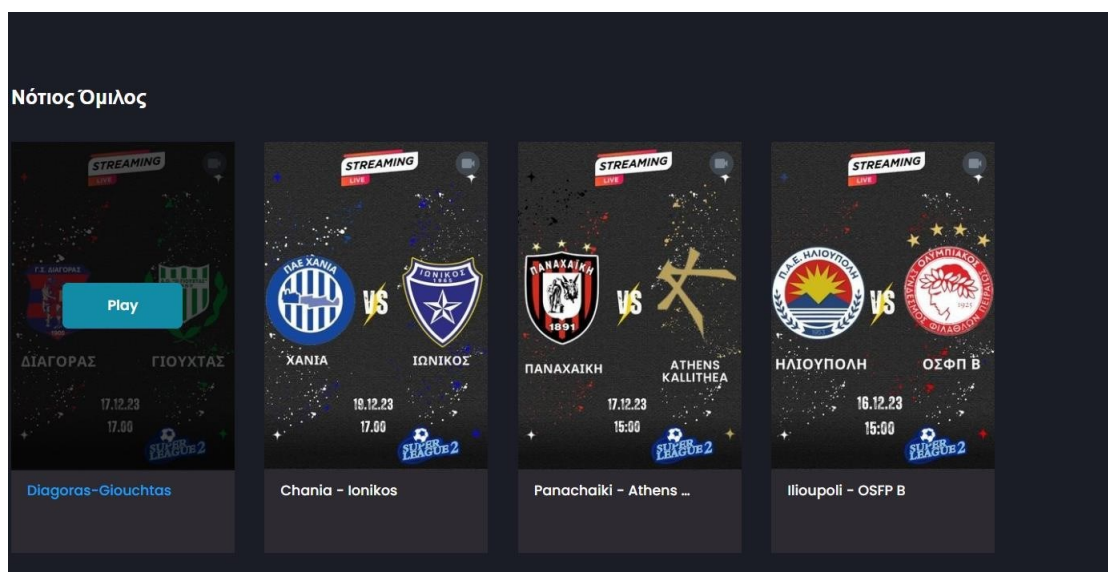 Νότιος Όμιλος
STREAMING
LIVE
Γ.Σ. ΔΙΑΓΟΡΑΣ
1905
Play
ΔΙΑΓΟΡΑΣ
ΓΙΟΥΧΤΑΣ
17.12.23
17.00
SUPER LEAGUE 2
Diagoras-Giouchtas
STREAMING
LIVE
ΠΑΕ ΧΑΝΙΑ
VS
ΙΩΝΙΚΟΣ
1965
ΧΑΝΙΑ
ΙΩΝΙΚΟΣ
19.12.23
17.00
SUPER LEAGUE 2
Chania - Ionikos
STREAMING
LIVE
ΠΑΝΑΧΑΪΚΗ
1891
VS
ΠΑΝΑΧΑΙΚΗ
ATHENS
KALLITHEA
17.12.23
15:00
SUPER LEAGUE 2
Panachaiki - Athens ...
STREAMING
LIVE
Π.Α.Ε. ΗΛΙΟΥΠΟΛΗ
VS
ΟΛΥΜΠΙΑΚΟΣ ΣΥΝΔΕΣΜΟΣ ΦΙΛΑΘΛΩΝ ΠΕΙΡΑΙΩΣ
1925
ΗΛΙΟΥΠΟΛΗ
ΟΣΦΠ Β
16.12.23
15:00
SUPER LEAGUE 2
Ilioupoli - OSFP B